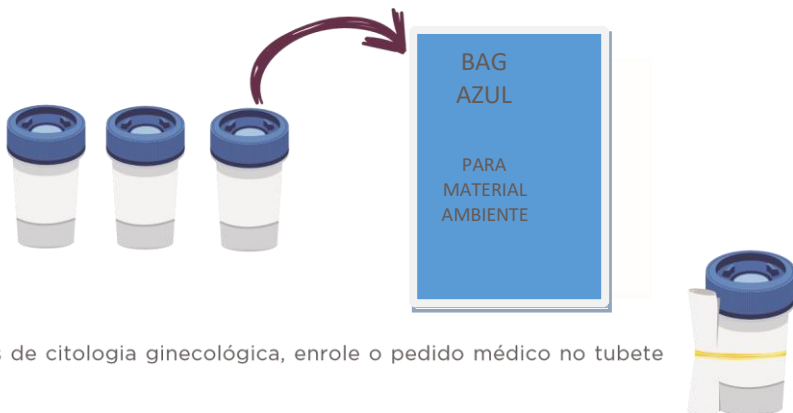 BAG
AZUL
PARA
MATERIAL
AMBIENTE
de citologia ginecológica, enrole o pedido médico no tubete